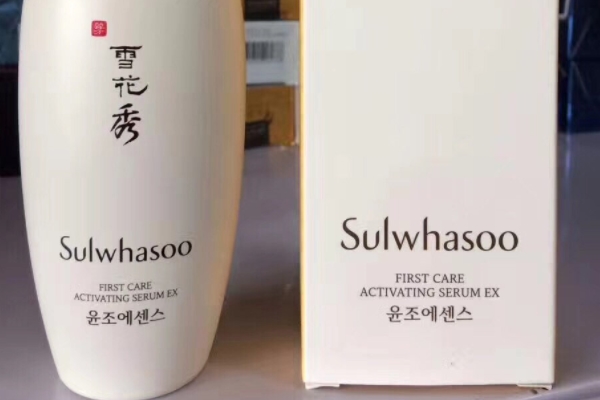 雪花秀
Sulwhasoo
FIRST CARE
ACTIVATING SERUM EX
윤조에센스
Sulwhasoo
FIRST CARE
ACTIVATING SERUM EX
윤조에센스